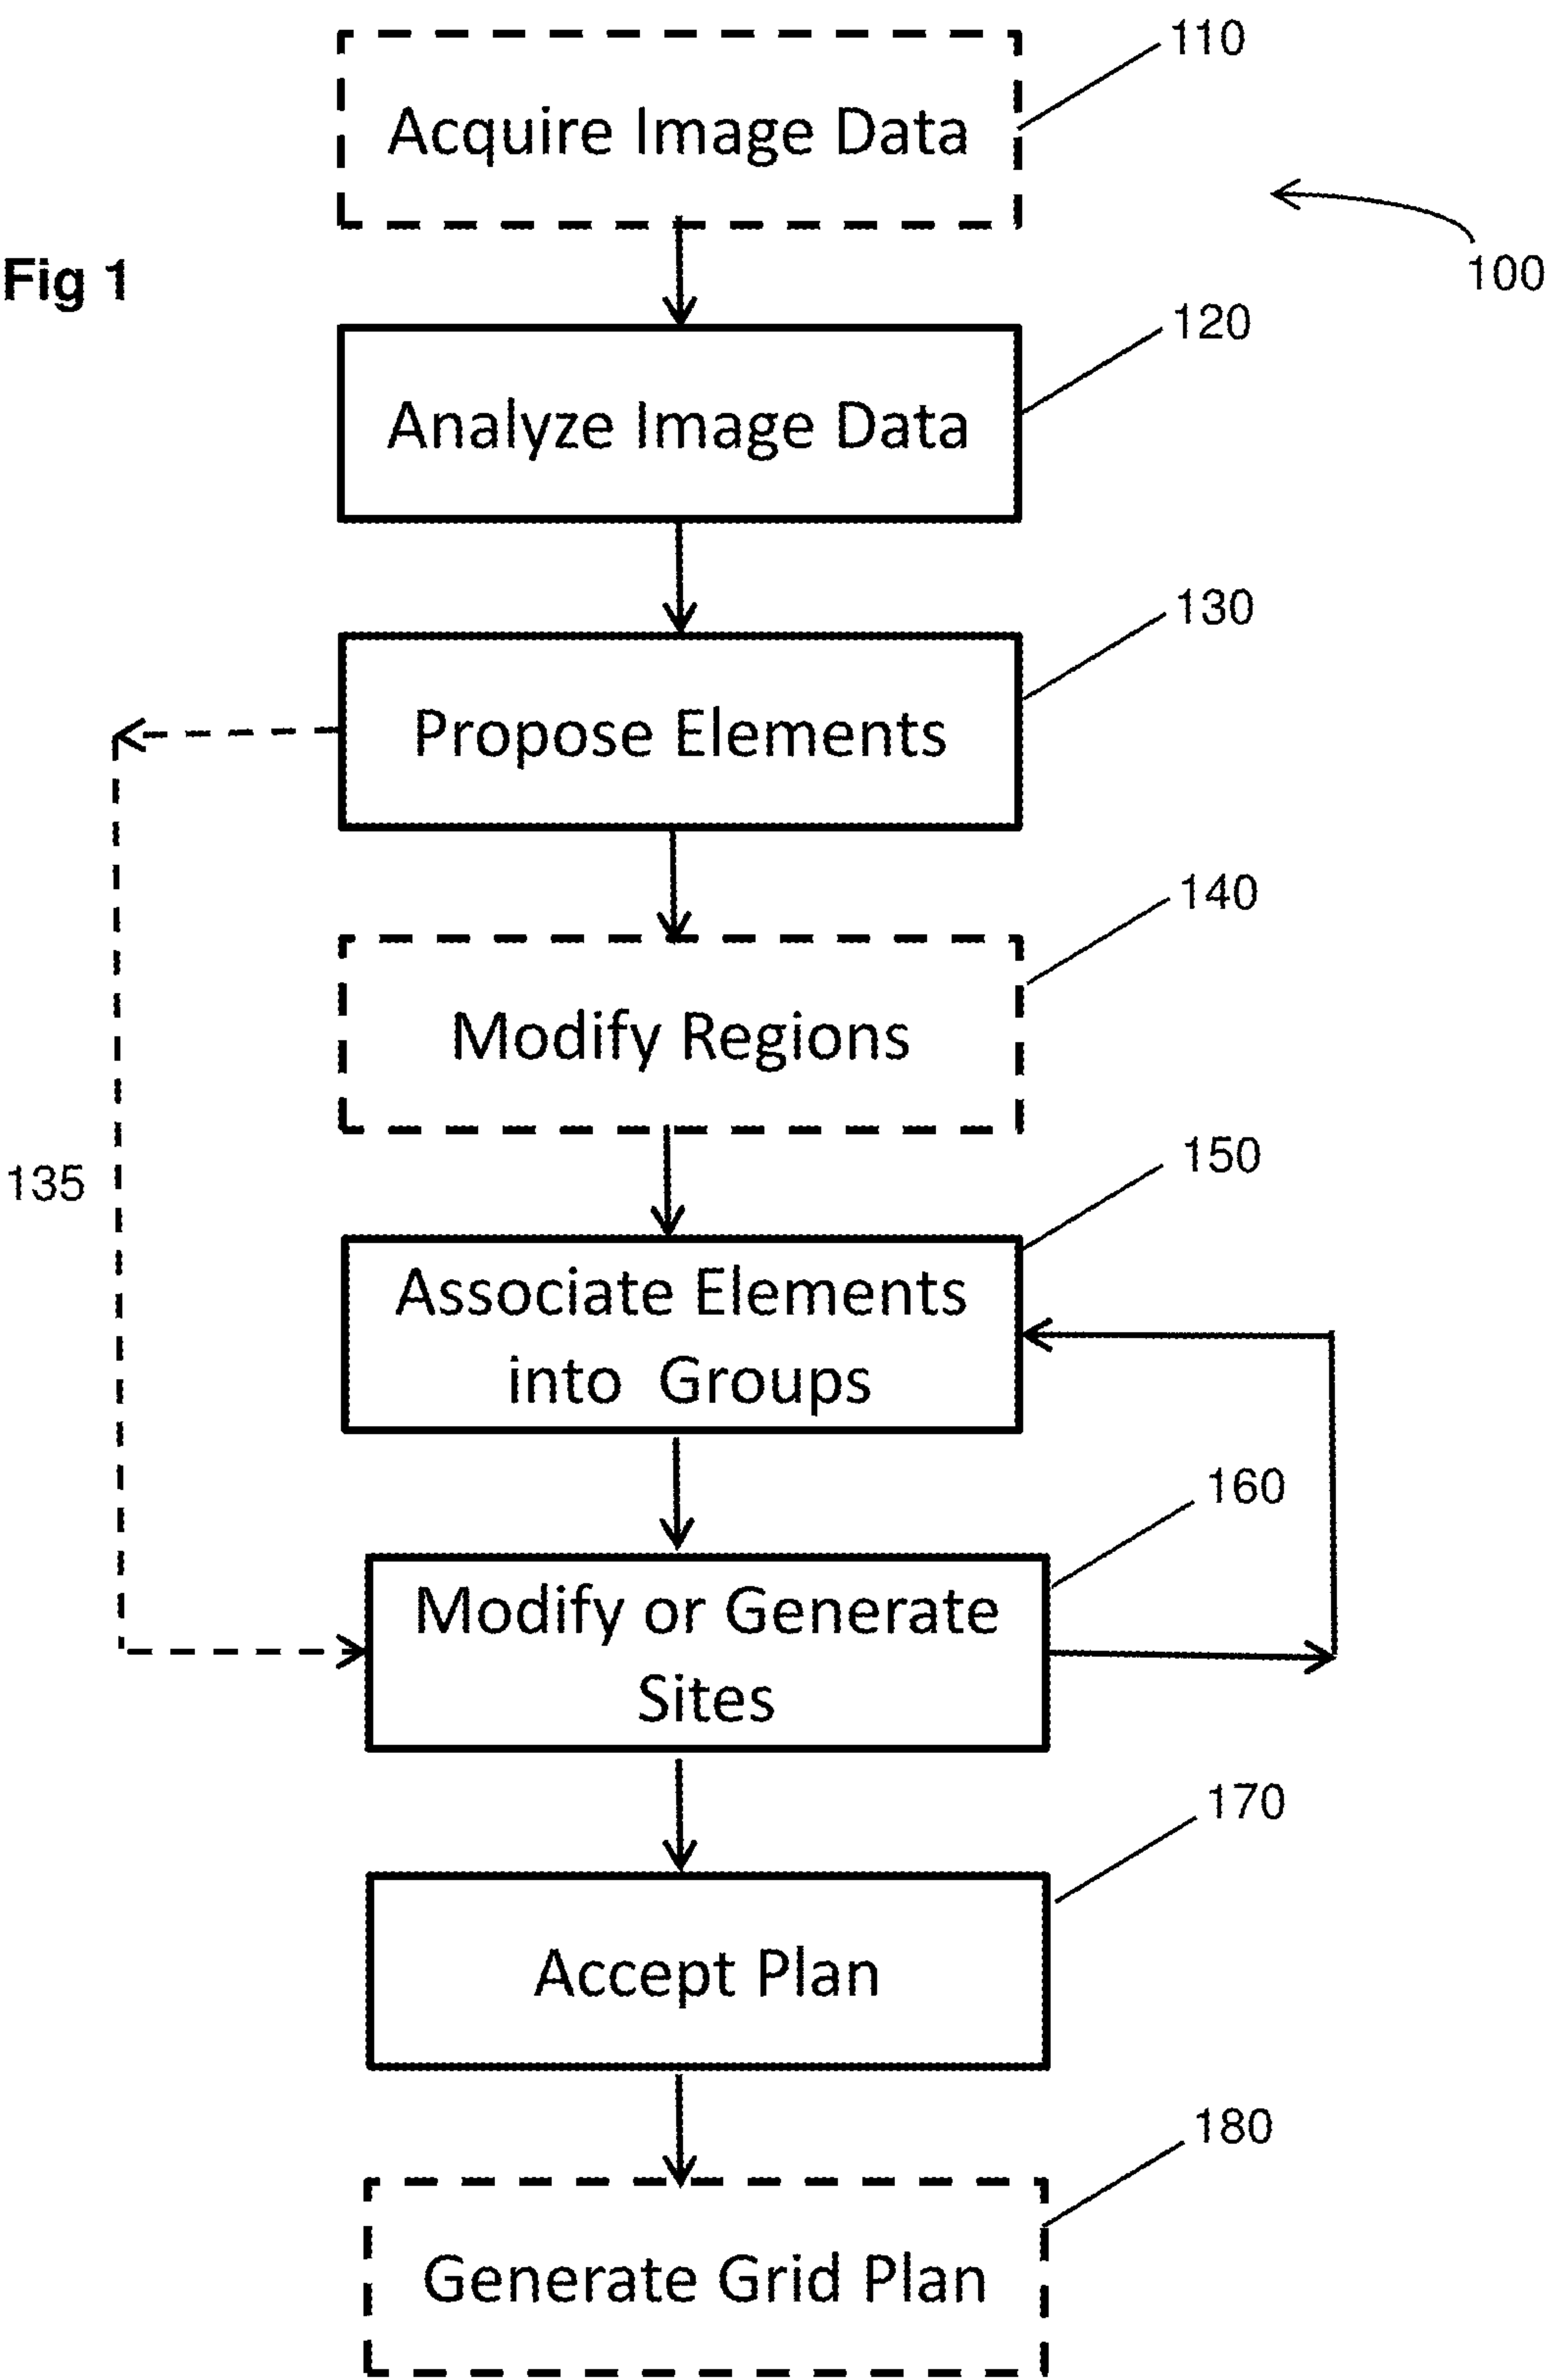 110
Acquire Image Data
100
Fig 1
120
Analyze Image Data
130
Propose Elements
140
Modify Regions
135
150
Associate Elements
into Groups
160
Modify or Generate
Sites
170
Accept Plan
180
Generate Grid Plan